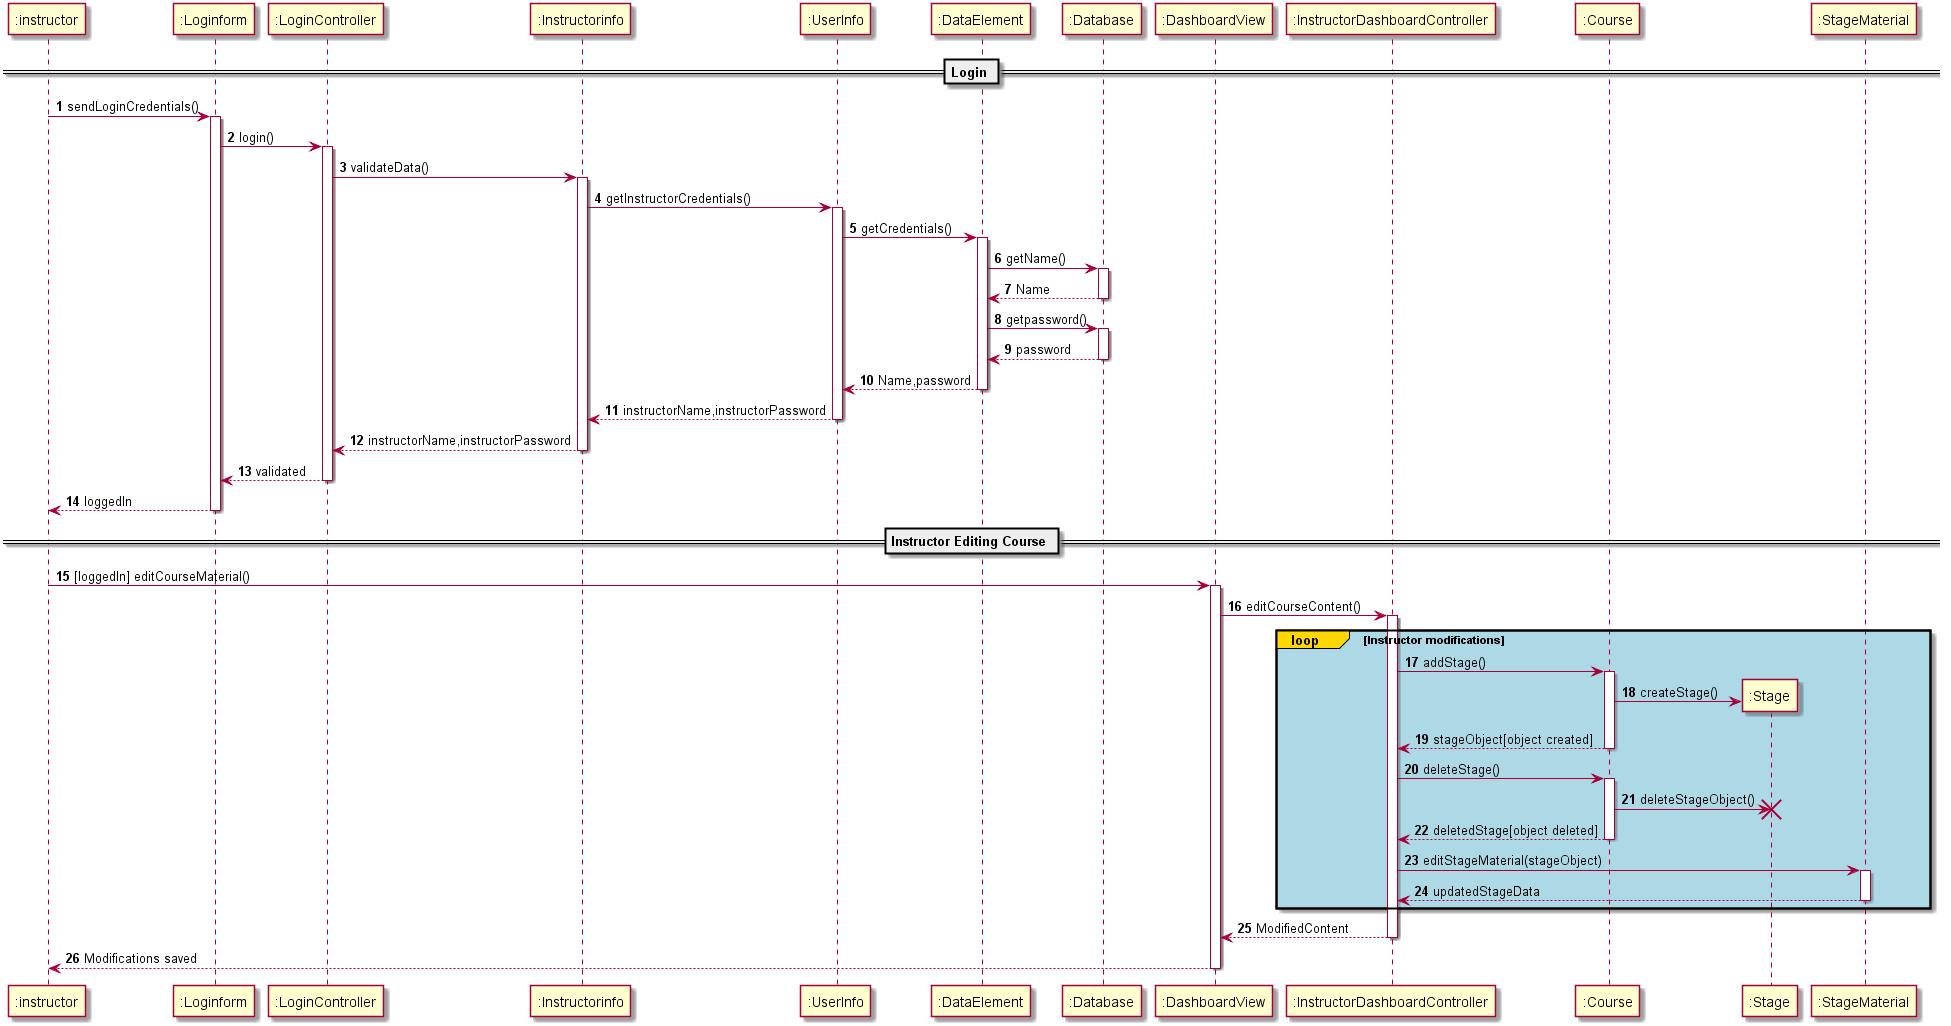 :instructor :Loginform :LoginController :Instructorinfo :UserInfo :DataElement :Database :DashboardView :InstructorDashboardController :Course :StageMaterial
Login
1 sendLoginCredentials()
2 login()
3 validateData()
4 getInstructorCredentials()
5 getCredentials()
6 getName()
7 Name
8 getpassword()
9 password
10 Name,password
11 instructorName,instructorPassword
12 instructorName,instructorPassword
13 validated
14 loggedIn
Instructor Editing Course
15 [loggedIn] editCourseMaterial()
16 editCourseContent()
loop [Instructor modifications]
17 addStage()
18 createStage() :Stage
19 stageObject[object created]
20 deleteStage()
21 deleteStageObject()
22 deletedStage[object deleted]
23 editStageMaterial(stageObject)
24 updatedStageData
25 ModifiedContent
26 Modifications saved
:instructor :Loginform :LoginController :Instructorinfo :UserInfo :DataElement :Database :DashboardView :InstructorDashboardController :Course :Stage :StageMaterial